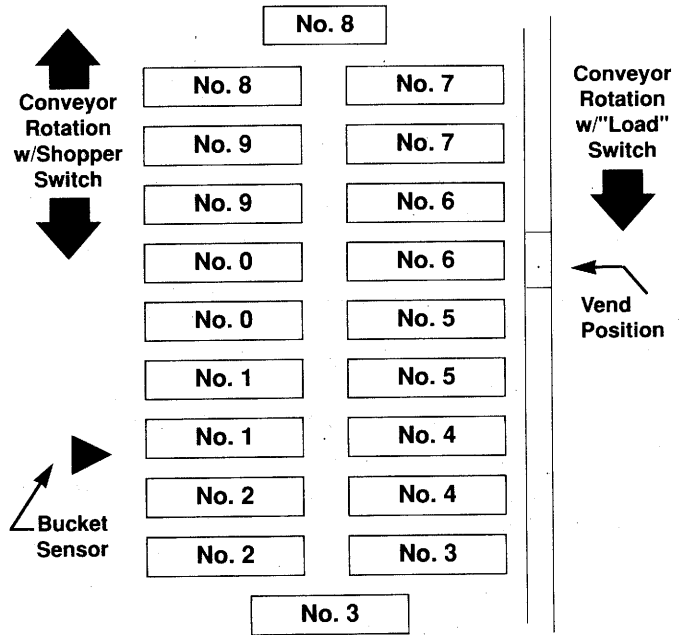 No. 8
Conveyor
Rotation
w/Shopper
Switch
No. 8
No. 9
No. 9
No. 0
No. 0
No. 1
No. 1
No. 2
No. 2
No. 3
No. 7
No. 7
No. 6
No. 6
No. 5
No. 5
No. 4
No. 4
No. 3
Conveyor
Rotation
w/"Load"
Switch
Vend
Position
Bucket
Sensor